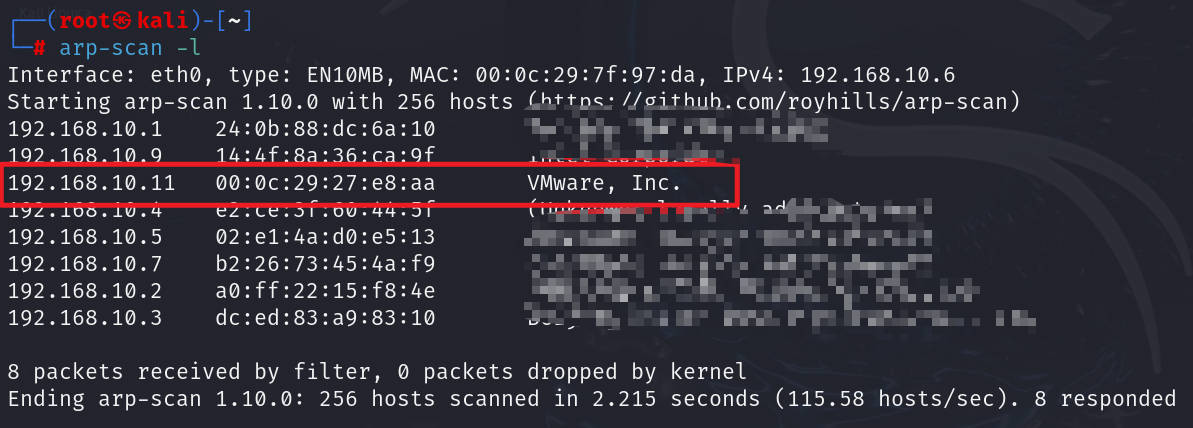 ┌──(root㉿kali)-[~]
└─# arp-scan -l
Interface: eth0, type: EN10MB, MAC: 00:0c:29:7f:97:da, IPv4: 192.168.10.6
Starting arp-scan 1.10.0 with 256 hosts (https://github.com/royhills/arp-scan)
192.168.10.1 24:0b:88:dc:6a:10
192.168.10.9 14:4f:8a:36:ca:9f
192.168.10.11 00:0c:29:27:e8:aa VMware, Inc.
192.168.10.4 e2:ce:3f:60:44:5f
192.168.10.5 02:e1:4a:d0:e5:13
192.168.10.7 b2:26:73:45:4a:f9
192.168.10.2 a0:ff:22:15:f8:4e
192.168.10.3 dc:ed:83:a9:83:10
8 packets received by filter, 0 packets dropped by kernel
Ending arp-scan 1.10.0: 256 hosts scanned in 2.215 seconds (115.58 hosts/sec). 8 responded